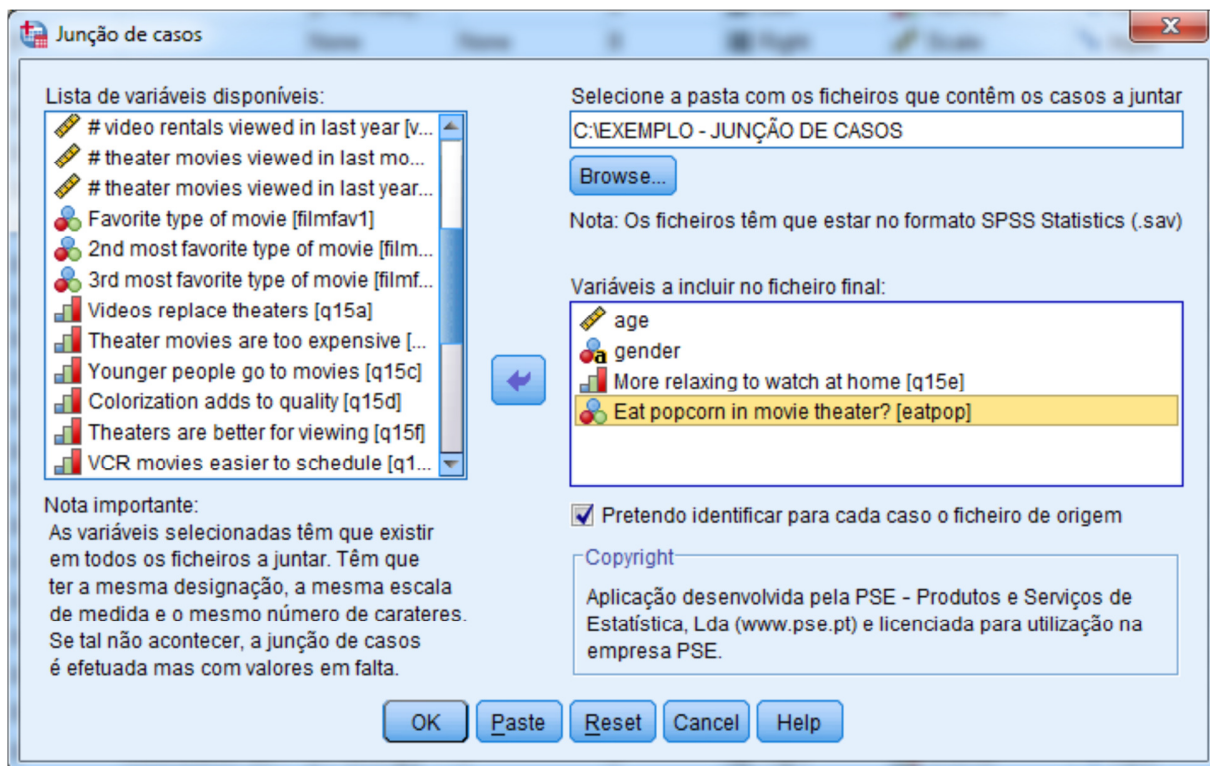 Junção de casos
Lista de variáveis disponíveis:
# video rentals viewed in last year [v...
# theater movies viewed in last mo...
# theater movies viewed in last year...
Favorite type of movie [filmfav1]
2nd most favorite type of movie [film...
3rd most favorite type of movie [filmf...
Videos replace theaters [q15a]
Theater movies are too expensive [...
Younger people go to movies [q15c]
Colorization adds to quality [q15d]
Theaters are better for viewing [q15f]
VCR movies easier to schedule [q1...
Nota importante:
As variáveis selecionadas têm que existir
em todos os ficheiros a juntar. Têm que
ter a mesma designação, a mesma escala
de medida e o mesmo número de carateres.
Se tal não acontecer, a junção de casos
é efetuada mas com valores em falta.
Selecione a pasta com os ficheiros que contêm os casos a juntar
C:\EXEMPLO - JUNÇÃO DE CASOS
Browse...
Nota: Os ficheiros têm que estar no formato SPSS Statistics (.sav)
Variáveis a incluir no ficheiro final:
age
a gender
More relaxing to watch at home [q15e]
Eat popcorn in movie theater? [eatpop]
Pretendo identificar para cada caso o ficheiro de origem
Copyright
Aplicação desenvolvida pela PSE - Produtos e Serviços de
Estatística, Lda (www.pse.pt) e licenciada para utilização na
empresa PSE.
OK Paste Reset Cancel Help